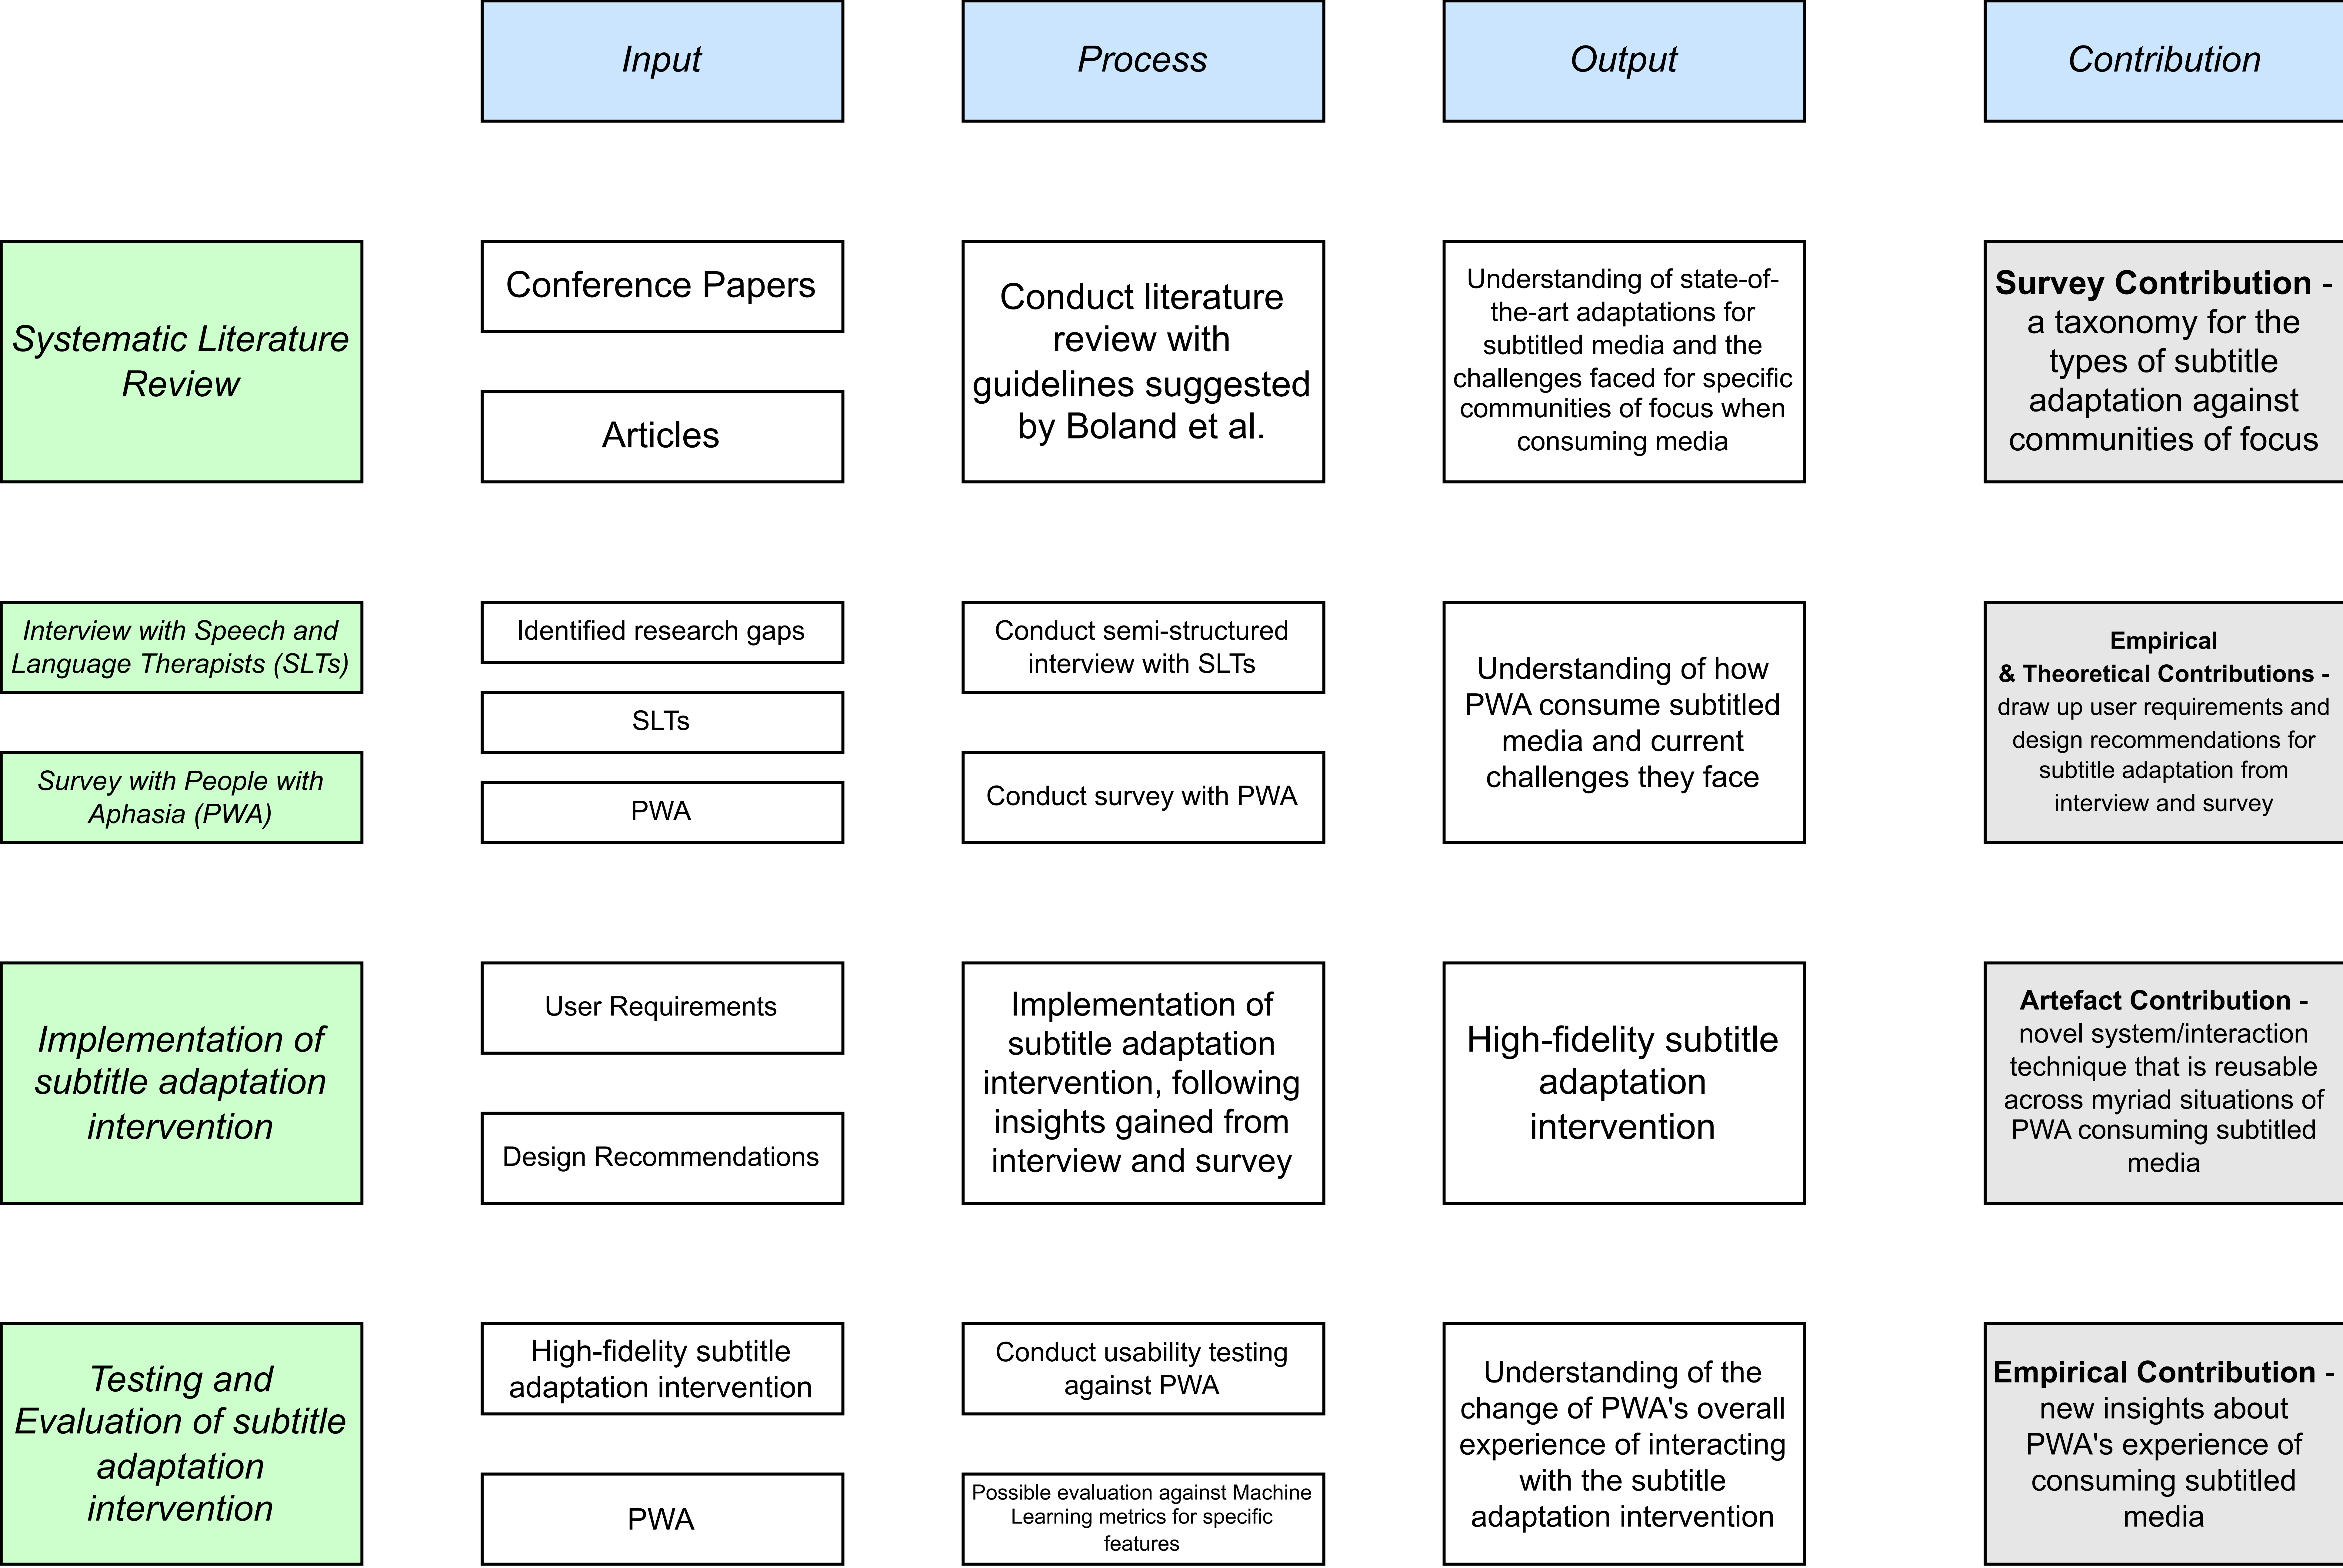 Input
Process
Output
Contribution
Systematic Literature
Review
Conference Papers
Articles
Conduct literature
review with
guidelines suggested
by Boland et al.
Understanding of state-of-
the-art adaptations for
subtitled media and the
challenges faced for specific
communities of focus when
consuming media
Survey Contribution -
a taxonomy for the
types of subtitle
adaptation against
communities of focus
Interview with Speech and
Language Therapists (SLTs)
Survey with People with
Aphasia (PWA)
Identified research gaps
SLTs
PWA
Conduct semi-structured
interview with SLTs
Conduct survey with PWA
Understanding of how
PWA consume subtitled
media and current
challenges they face
Empirical
& Theoretical Contributions -
draw up user requirements and
design recommendations for
subtitle adaptation from
interview and survey
Implementation of
subtitle adaptation
intervention
User Requirements
Design Recommendations
Implementation of
subtitle adaptation
intervention, following
insights gained from
interview and survey
High-fidelity subtitle
adaptation
intervention
Artefact Contribution -
novel system/interaction
technique that is reusable
across myriad situations of
PWA consuming subtitled
media
Testing and
Evaluation of subtitle
adaptation
intervention
High-fidelity subtitle
adaptation intervention
PWA
Conduct usability testing
against PWA
Possible evaluation against Machine
Learning metrics for specific
features
Understanding of the
change of PWA's overall
experience of interacting
with the subtitle
adaptation intervention
Empirical Contribution -
new insights about
PWA's experience of
consuming subtitled
media